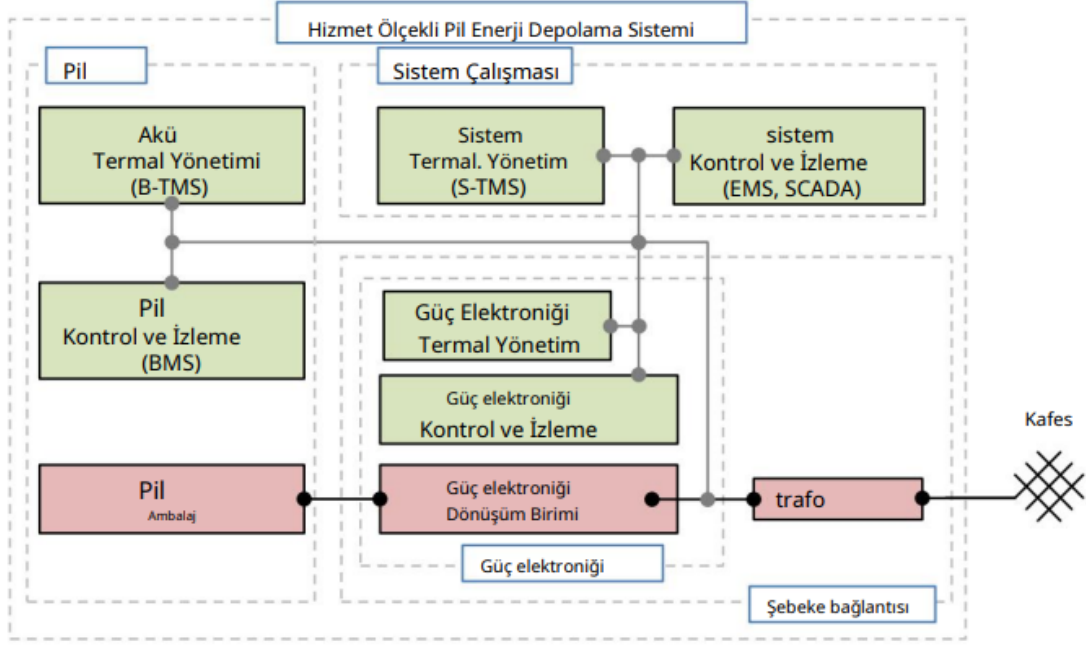 Hizmet Ölçekli Pil Enerji Depolama Sistemi
Pil
Sistem Çalışması
Akü
Termal Yönetimi
(B-TMS)
Sistem
Termal. Yönetim
(S-TMS)
sistem
Kontrol ve İzleme
(EMS, SCADA)
Pil
Kontrol ve İzleme
(BMS)
Güç Elektroniği
Termal Yönetim
Güç elektroniği
Kontrol ve İzleme
Kafes
Pil
Ambalaj
Güç elektroniği
Dönüşüm Birimi
trafo
Güç elektroniği
Şebeke bağlantısı